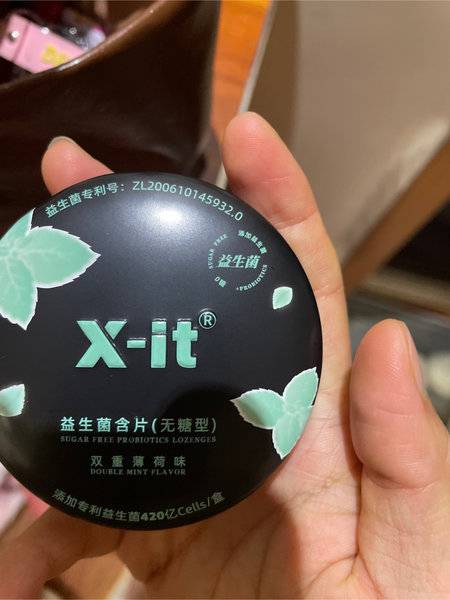 益生菌专利号：ZL200610145932.0
SUGAR FREE 添加益生菌
益生菌
0糖 +PROBIOTICS
X-it®
益生菌含片(无糖型)
SUGAR FREE PROBIOTICS LOZENGES
双重薄荷味
DOUBLE MINT FLAVOR
添加专利益生菌420亿Cells/盒